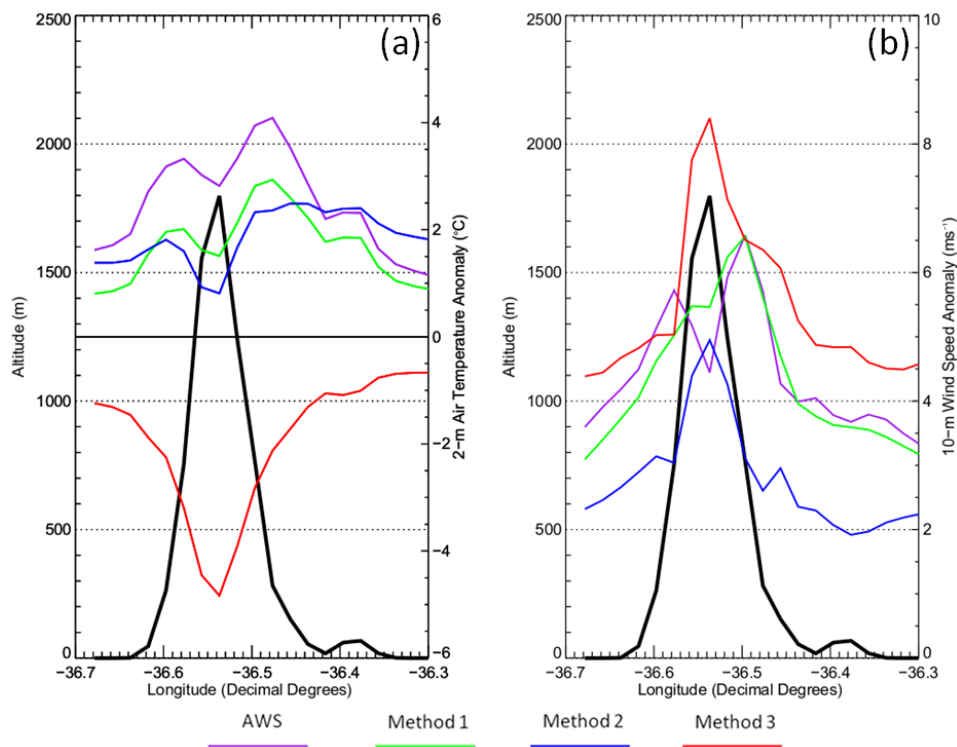 2500
2000
1500
1000
500
0
Altitude (m)
6
4
2
0
−2
−4
−6
2−m Air Temperature Anomaly (°C)
(a)
−36.7 −36.6 −36.5 −36.4 −36.3
Longitude (Decimal Degrees)
2500
2000
1500
1000
500
0
Altitude (m)
10
8
6
4
2
0
10−m Wind Speed Anomaly (ms⁻¹)
(b)
−36.7 −36.6 −36.5 −36.4 −36.3
Longitude (Decimal Degrees)
AWS Method 1 Method 2 Method 3